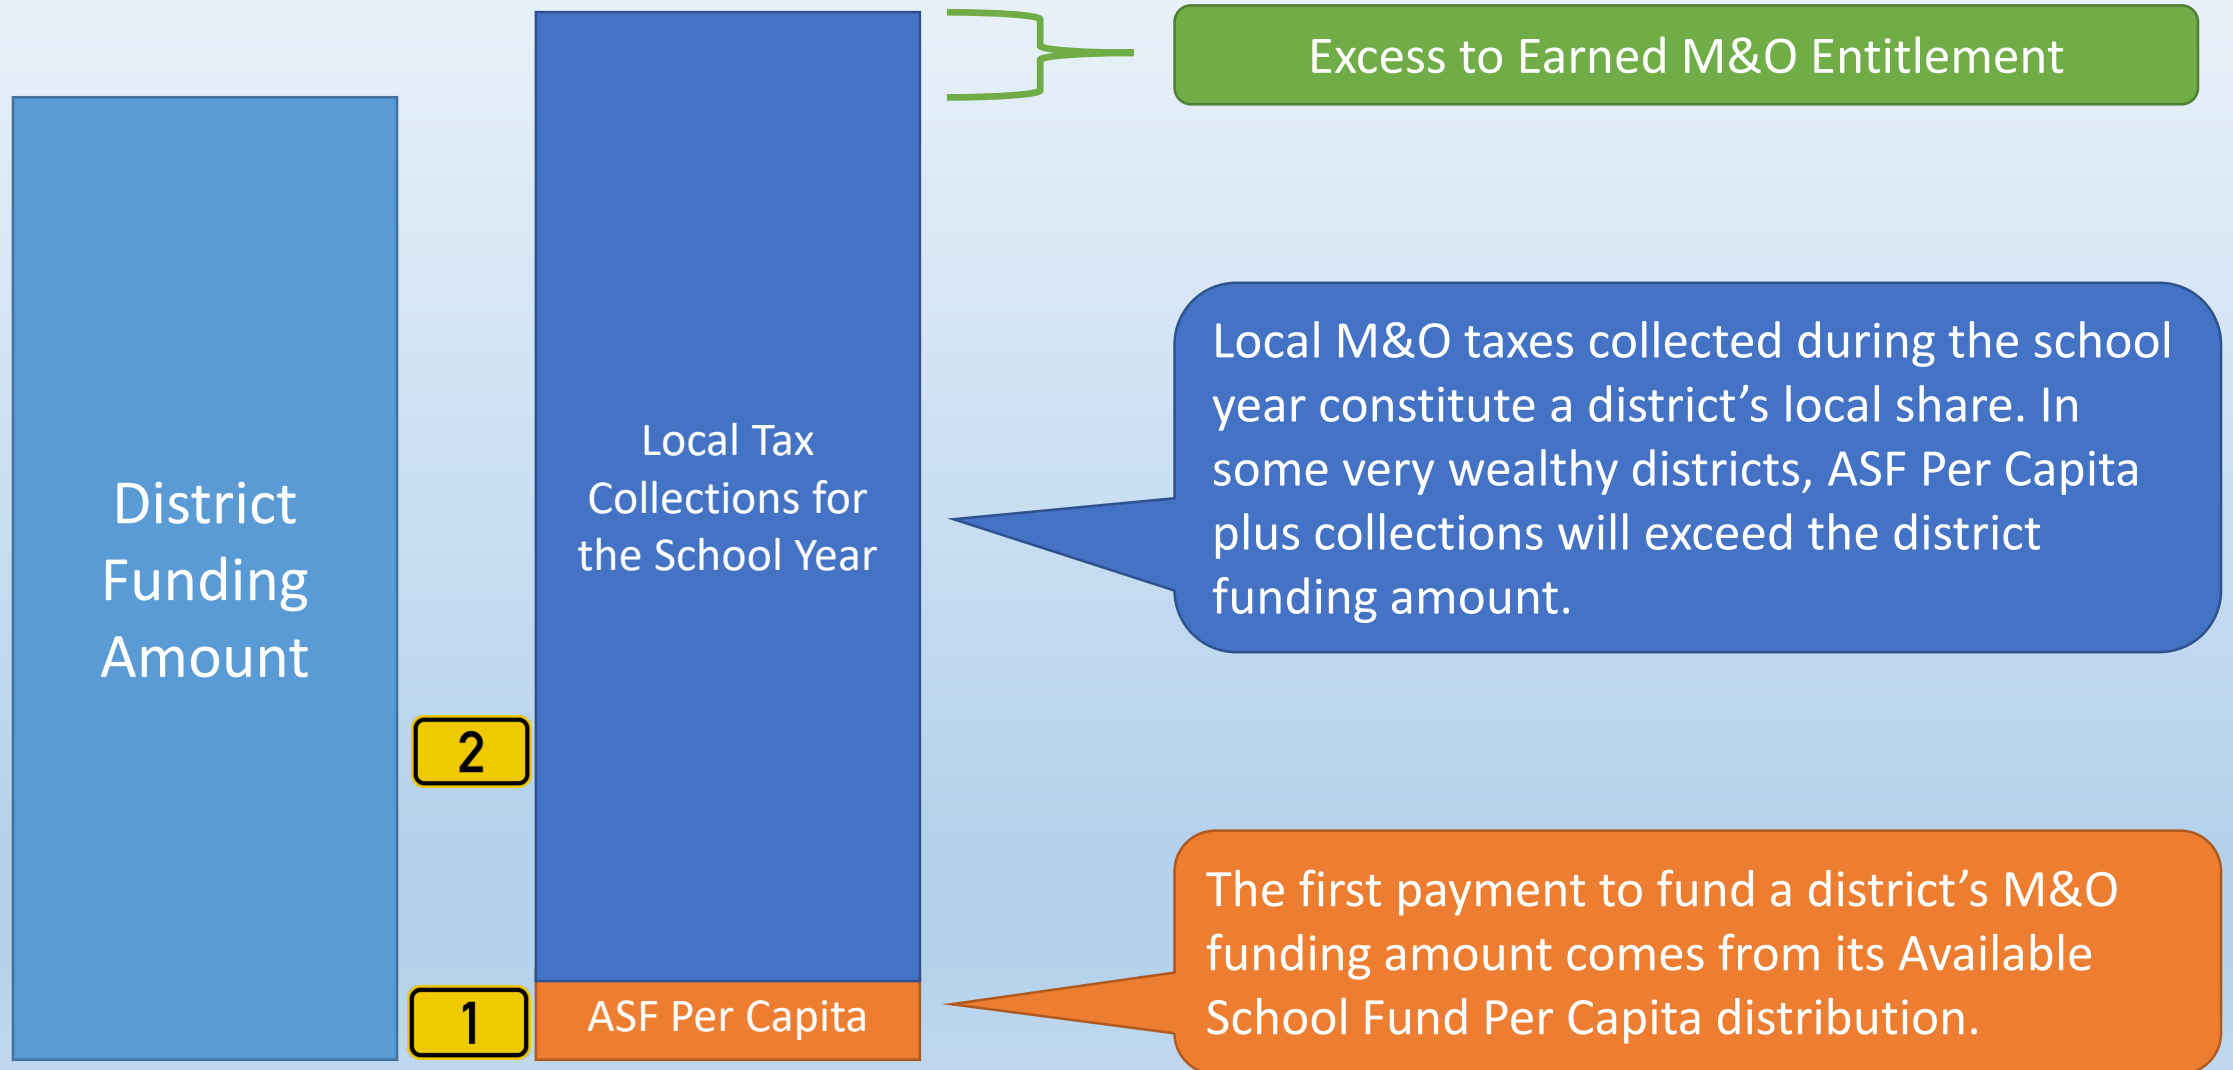 Excess to Earned M&O Entitlement
District
Funding
Amount
Local Tax
Collections for
the School Year
Local M&O taxes collected during the school
year constitute a district’s local share. In
some very wealthy districts, ASF Per Capita
plus collections will exceed the district
funding amount.
2
1
ASF Per Capita
The first payment to fund a district’s M&O
funding amount comes from its Available
School Fund Per Capita distribution.